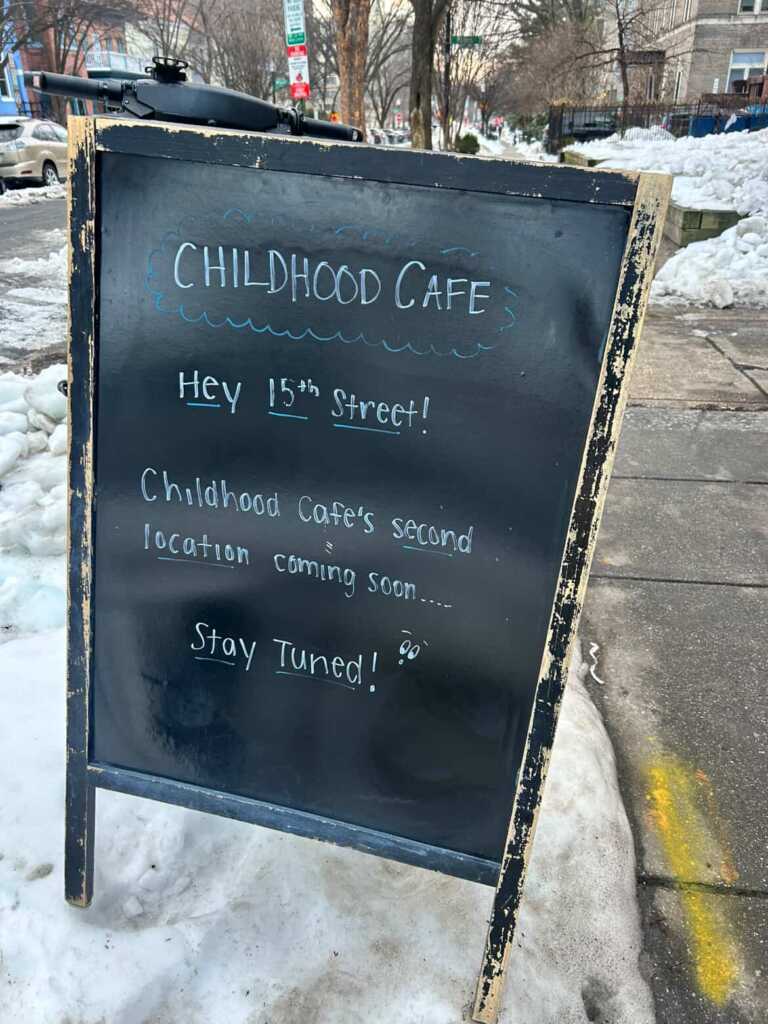 CHILDHOOD CAFE
Hey 15th Street!
Childhood Cafe's second
location coming soon....
Stay Tuned!